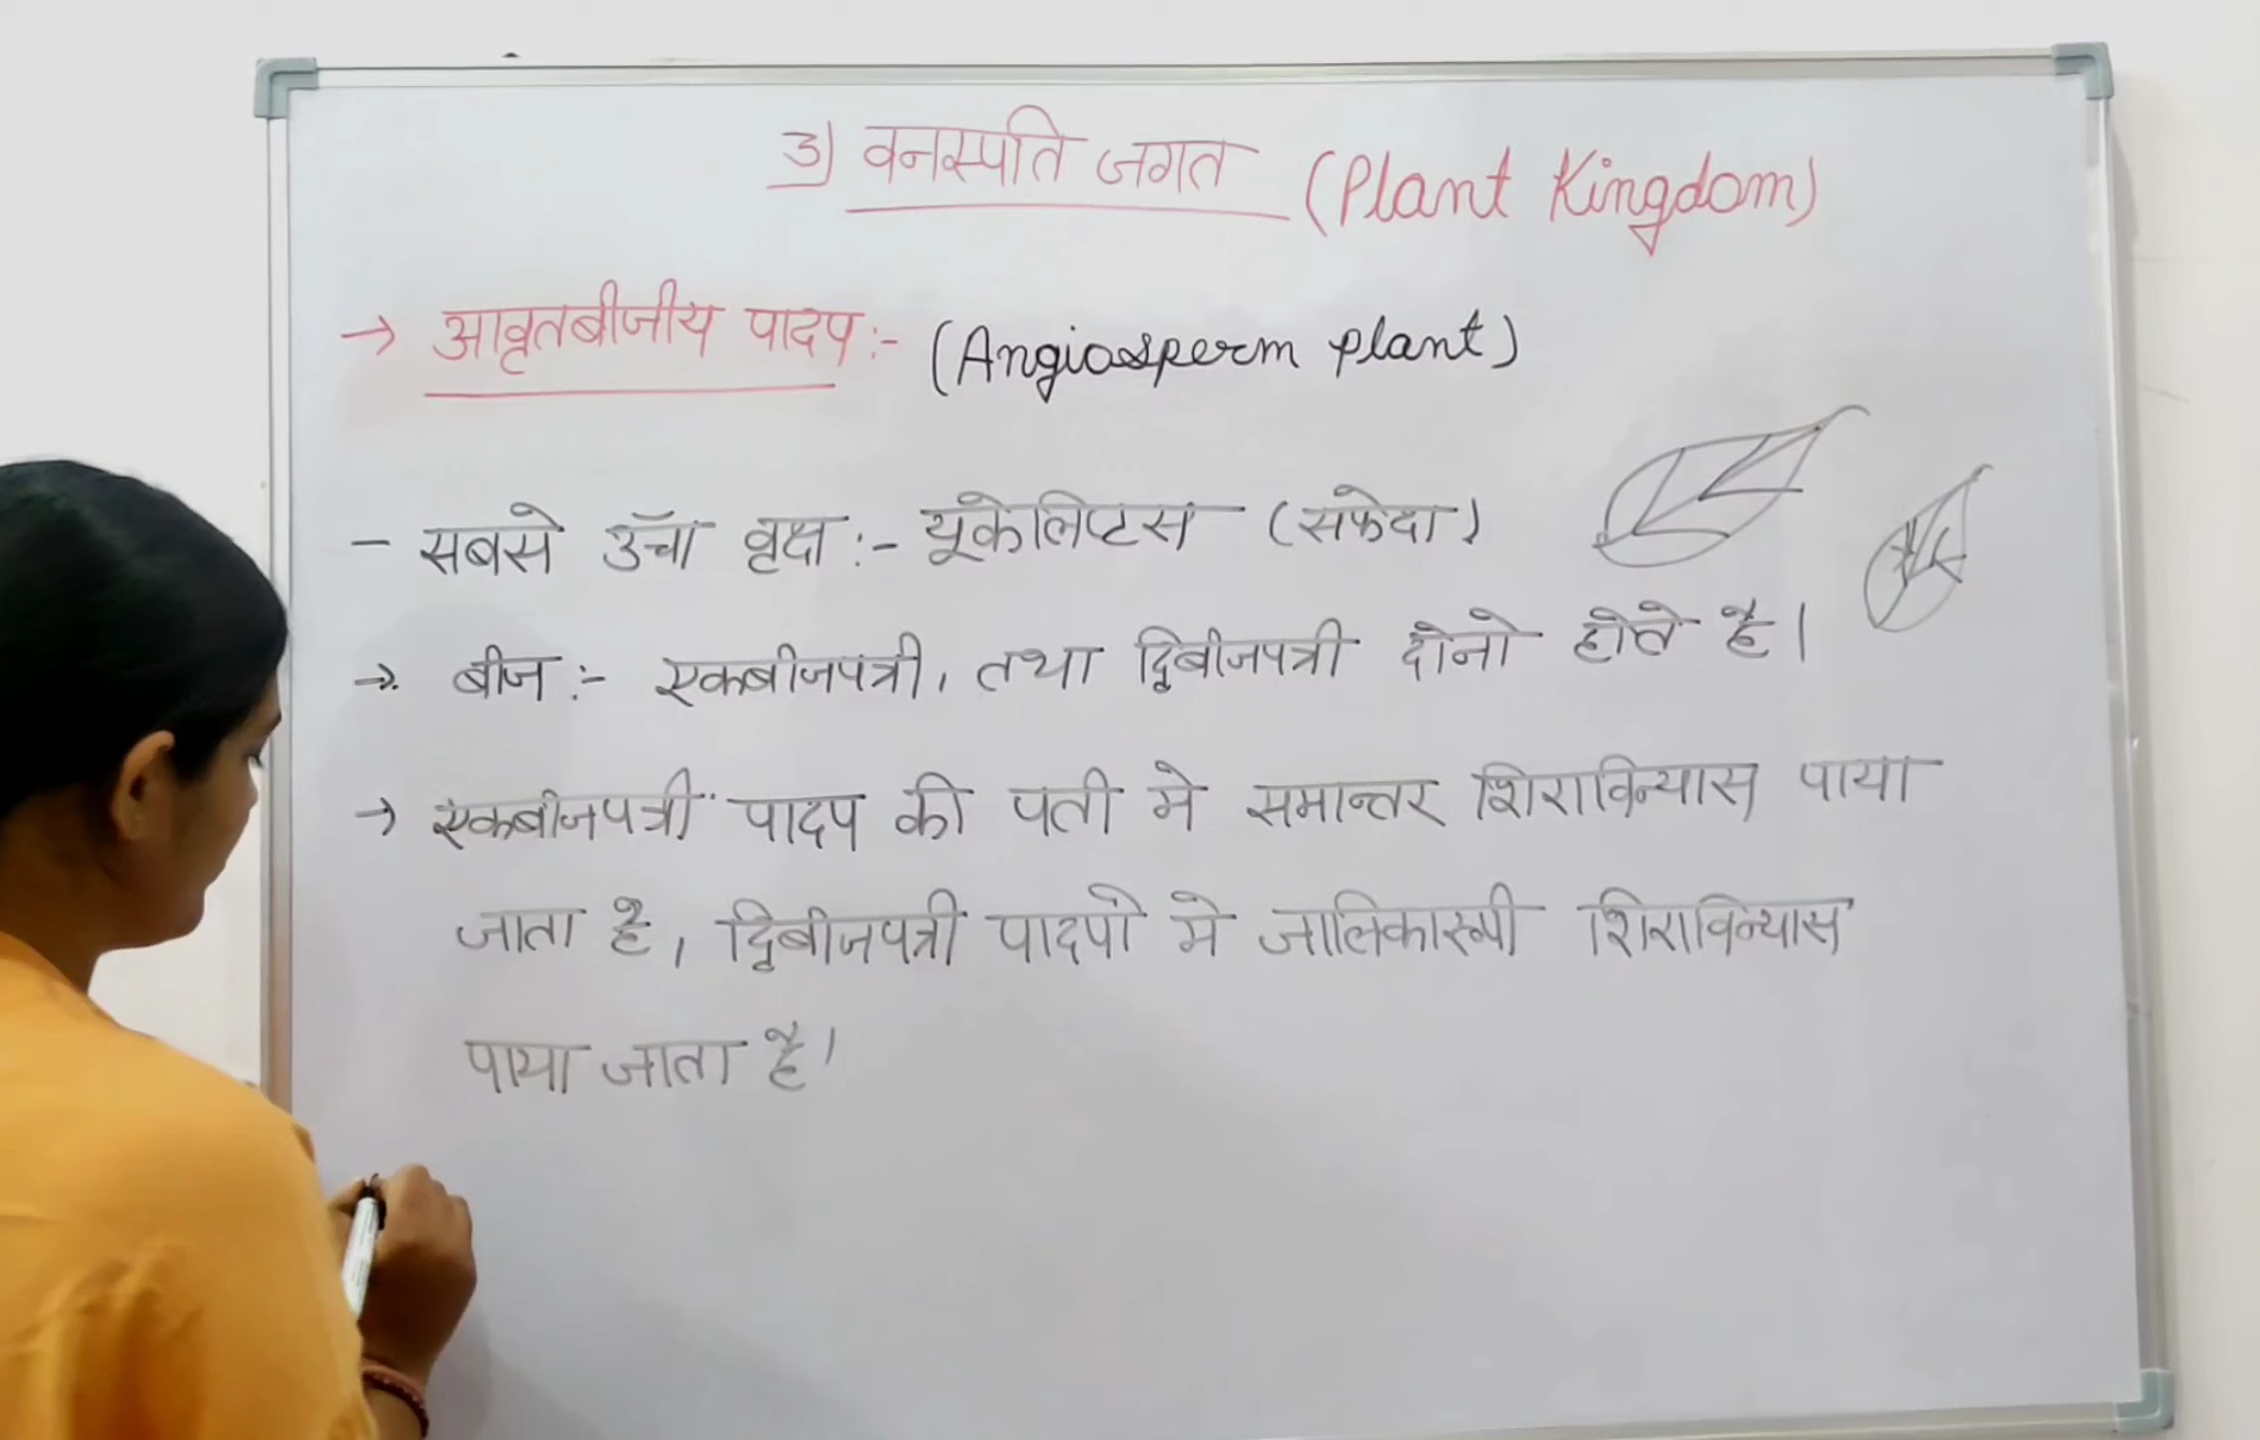 3) वनस्पति जगत (Plant Kingdom)
→ आवृतबीजीय पादप :- (Angiosperm plant)
- सबसे ऊँचा वृक्ष :- यूकेलिप्टस (सफेदा)
→ बीज :- एकबीजपत्री, तथा द्विबीजपत्री दोनो होते है।
→ एकबीजपत्री पादप की पती मे समान्तर शिराविन्यास पाया
जाता है, द्विबीजपत्री पादपो मे जालिकारूपी शिराविन्यास
पाया जाता है।